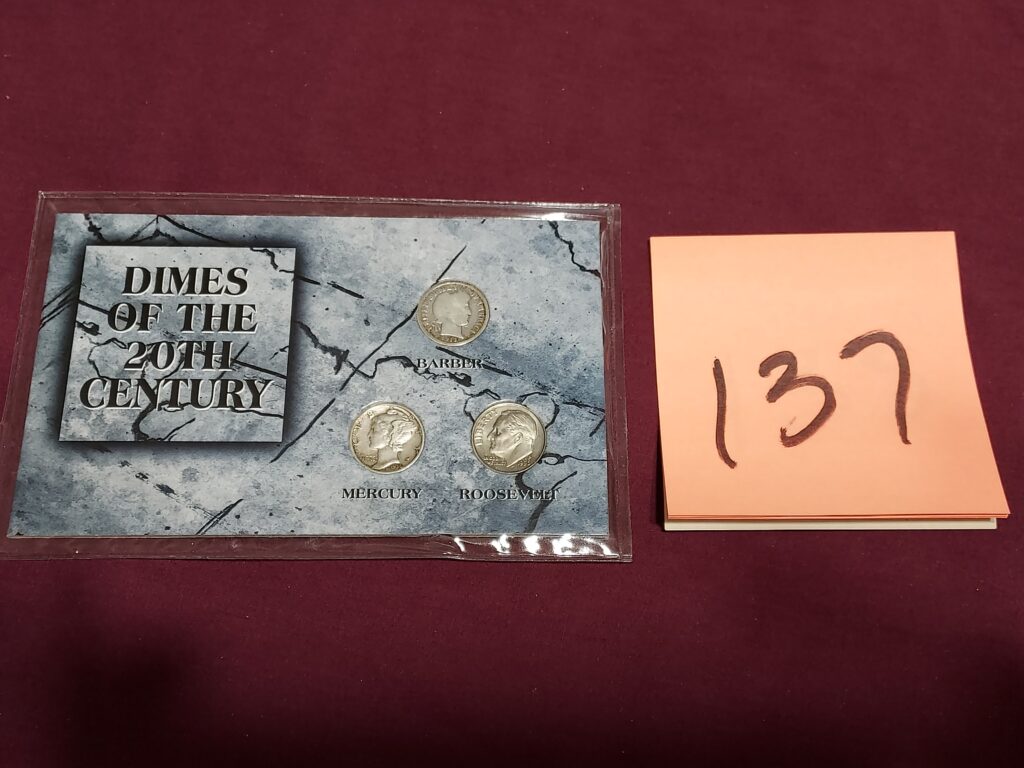 DIMES
OF THE
20TH
CENTURY
BARBER
MERCURY
ROOSEVELT
137